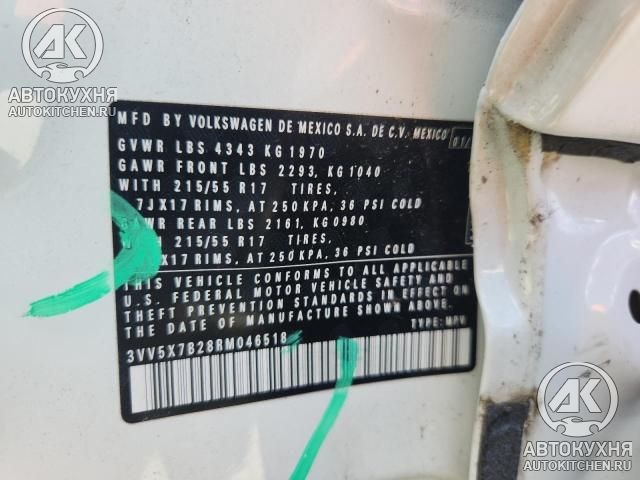 АК
АВТОКУХНЯ
AUTOKITCHEN.RU
MFD BY VOLKSWAGEN DE MEXICO S.A. DE C.V. MEXICO 01/
GVWR LBS 4343 KG 1970
GAWR FRONT LBS 2293, KG 1040
WITH 215/55 R17 TIRES,
7JX17 RIMS, AT 250 KPA, 36 PSI COLD
GAWR REAR LBS 2161, KG 0980
215/55 R17 TIRES,
X17 RIMS, AT 250 KPA, 36 PSI COLD
THIS VEHICLE CONFORMS TO ALL APPLICABLE
U.S. FEDERAL MOTOR VEHICLE SAFETY AND
THEFT PREVENTION STANDARDS IN EFFECT ON
THE DATE OF MANUFACTURE SHOWN ABOVE.
3VV5X7B28RM046518 TYPE: MPV
АК
АВТОКУХНЯ
AUTOKITCHEN.RU